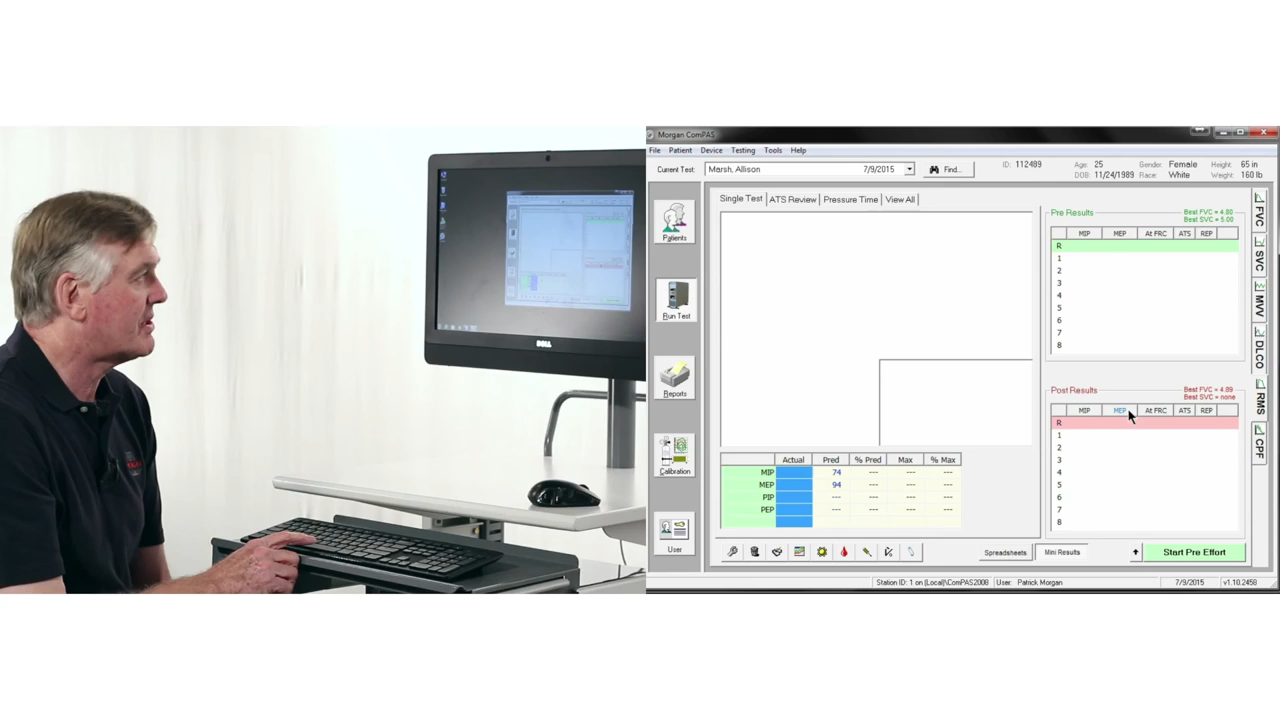 DELL
Morgan ComPAS
File Patient Device Testing Tools Help
Current Test: Marsh, Allison 7/9/2015 Find... ID: 112489 Age: 25 Gender: Female Height: 65 in
DOB: 11/24/1989 Race: White Weight: 160 lb
Patients
Run Test
Reports
Calibration
User
Single Test ATS Review Pressure Time View All
Actual Pred % Pred Max % Max
MIP 74 --- --- ---
MEP 94 --- --- ---
PIP --- --- --- ---
PEP --- --- --- ---
Pre Results Best FVC = 4.80
Best SVC = 5.00
MIP MEP At FRC ATS REP
R
1
2
3
4
5
6
7
8
Post Results Best FVC = 4.89
Best SVC = none
MIP MEP At FRC ATS REP
R
1
2
3
4
5
6
7
8
FVC
SVC
MVV
DLCO
RMS
CPF
Spreadsheets Mini Results Start Pre Effort
Station ID: 1 on (Local)\ComPAS2008 User: Patrick Morgan 7/9/2015 v1.10.2458